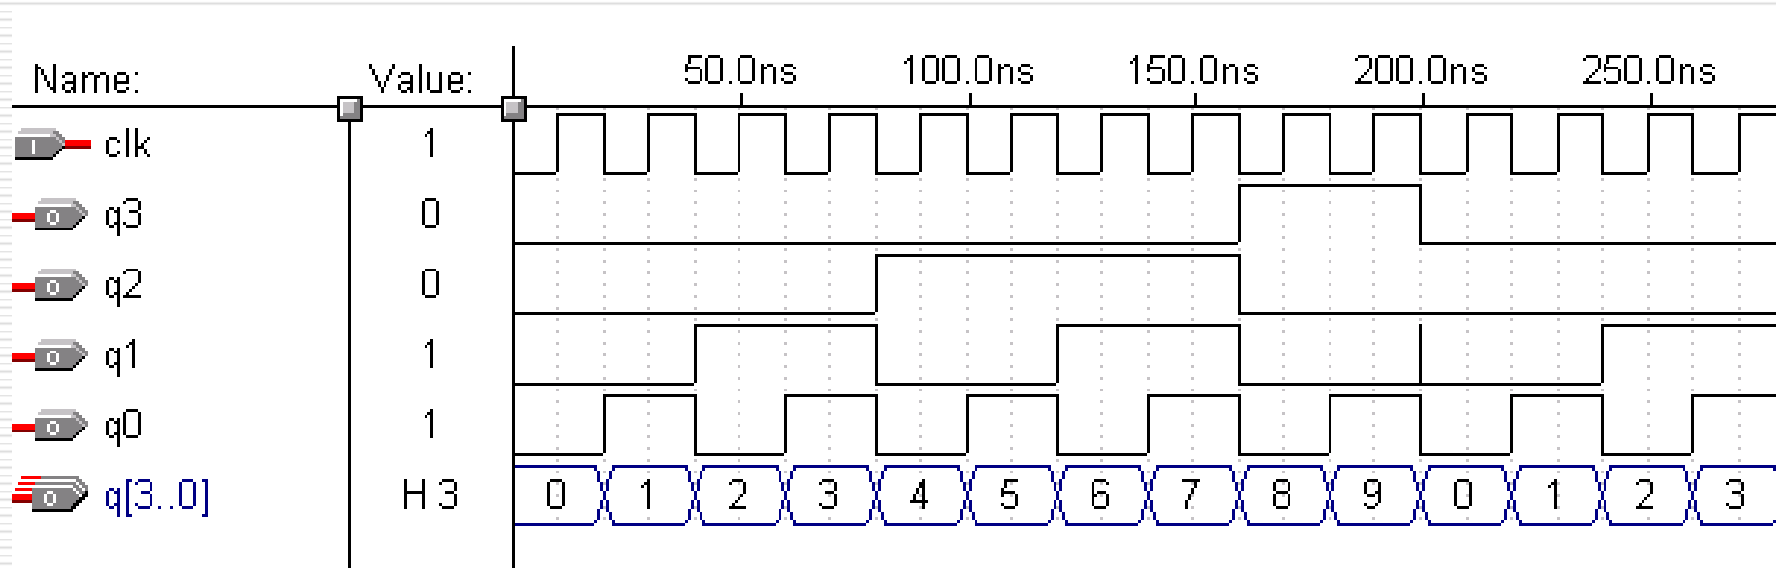 Name: Value: 50.0ns 100.0ns 150.0ns 200.0ns 250.0ns
I clk 1
O q3 0
O q2 0
O q1 1
O q0 1
O q[3..0] H 3 0 1 2 3 4 5 6 7 8 9 0 1 2 3